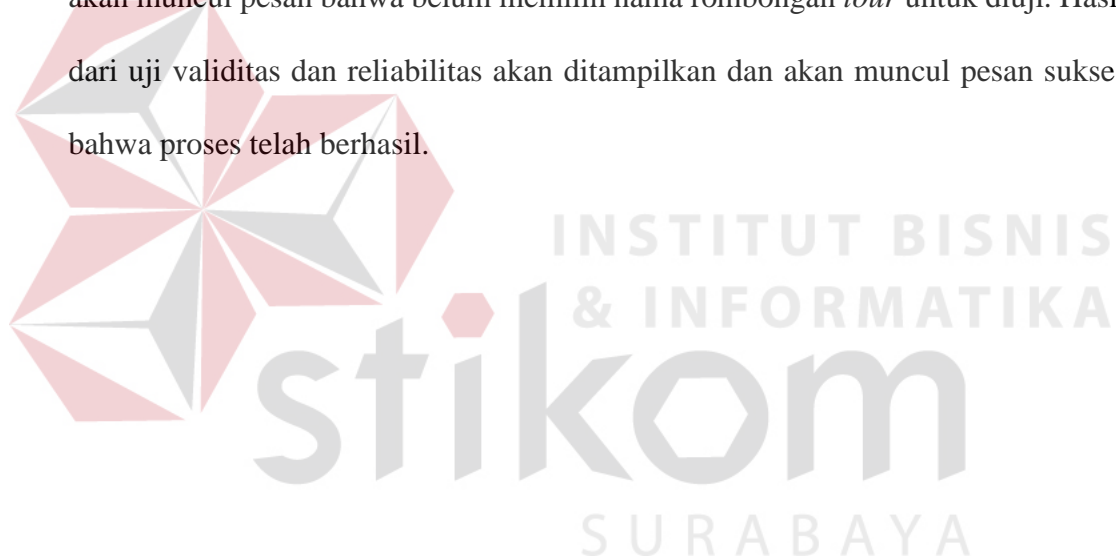 akan muncul pesan bahwa belum memilih nama rombongan tour untuk diuji. Hasil
dari uji validitas dan reliabilitas akan ditampilkan dan akan muncul pesan sukse
bahwa proses telah berhasil.
INSTITUT BISNIS
& INFORMATIKA
stikom
SURABAYA